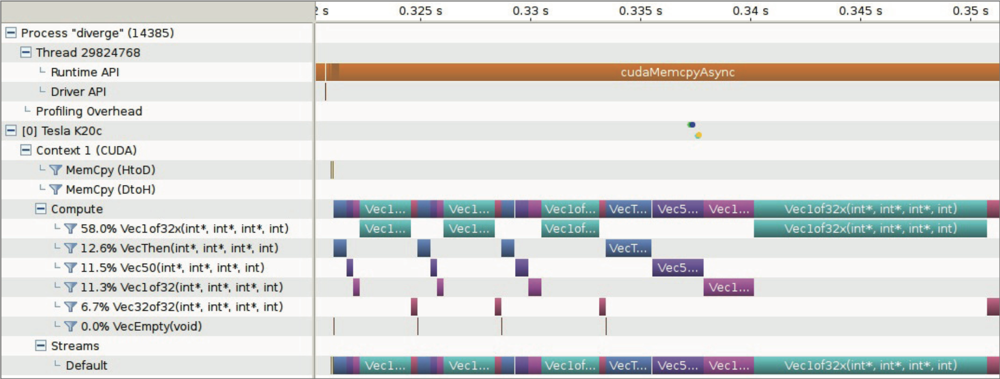 2 s 0.325 s 0.33 s 0.335 s 0.34 s 0.345 s 0.35 s
Process "diverge" (14385)
Thread 29824768
Runtime API cudaMemcpyAsync
Driver API
Profiling Overhead
[0] Tesla K20c
Context 1 (CUDA)
MemCpy (HtoD)
MemCpy (DtoH)
Compute Vec1... Vec1... Vec1of... VecT... Vec5... Vec1... Vec1of32x(int*, int*, int*, int)
58.0% Vec1of32x(int*, int*, int*, int) Vec1... Vec1... Vec1of... Vec1of32x(int*, int*, int*, int)
12.6% VecThen(int*, int*, int*, int) VecT...
11.5% Vec50(int*, int*, int*, int) Vec5...
11.3% Vec1of32(int*, int*, int*, int) Vec1...
6.7% Vec32of32(int*, int*, int*, int)
0.0% VecEmpty(void)
Streams
Default Vec1... Vec1... Vec1of... VecT... Vec5... Vec1... Vec1of32x(int*, int*, int*, int)